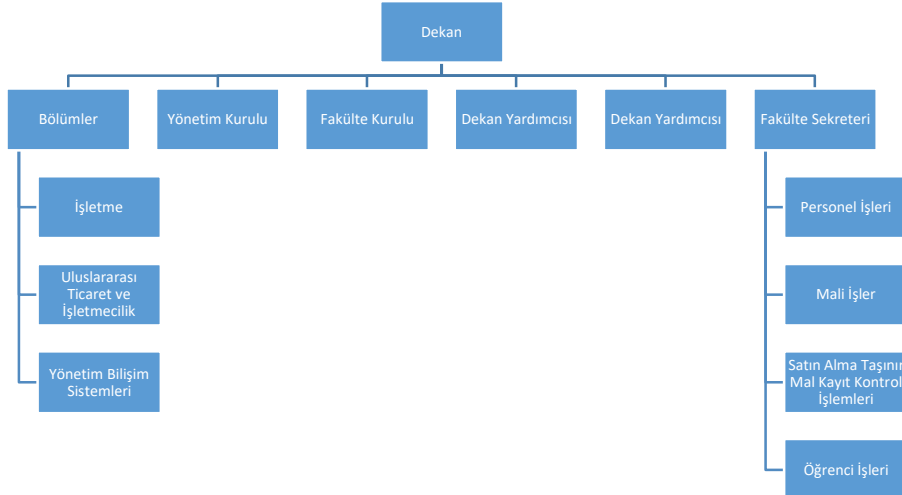 Dekan
Bölümler
Yönetim Kurulu
Fakülte Kurulu
Dekan Yardımcısı
Dekan Yardımcısı
Fakülte Sekreteri
İşletme
Uluslararası
Ticaret ve
İşletmecilik
Yönetim Bilişim
Sistemleri
Personel İşleri
Mali İşler
Satın Alma Taşınır
Mal Kayıt Kontrol
İşlemleri
Öğrenci İşleri